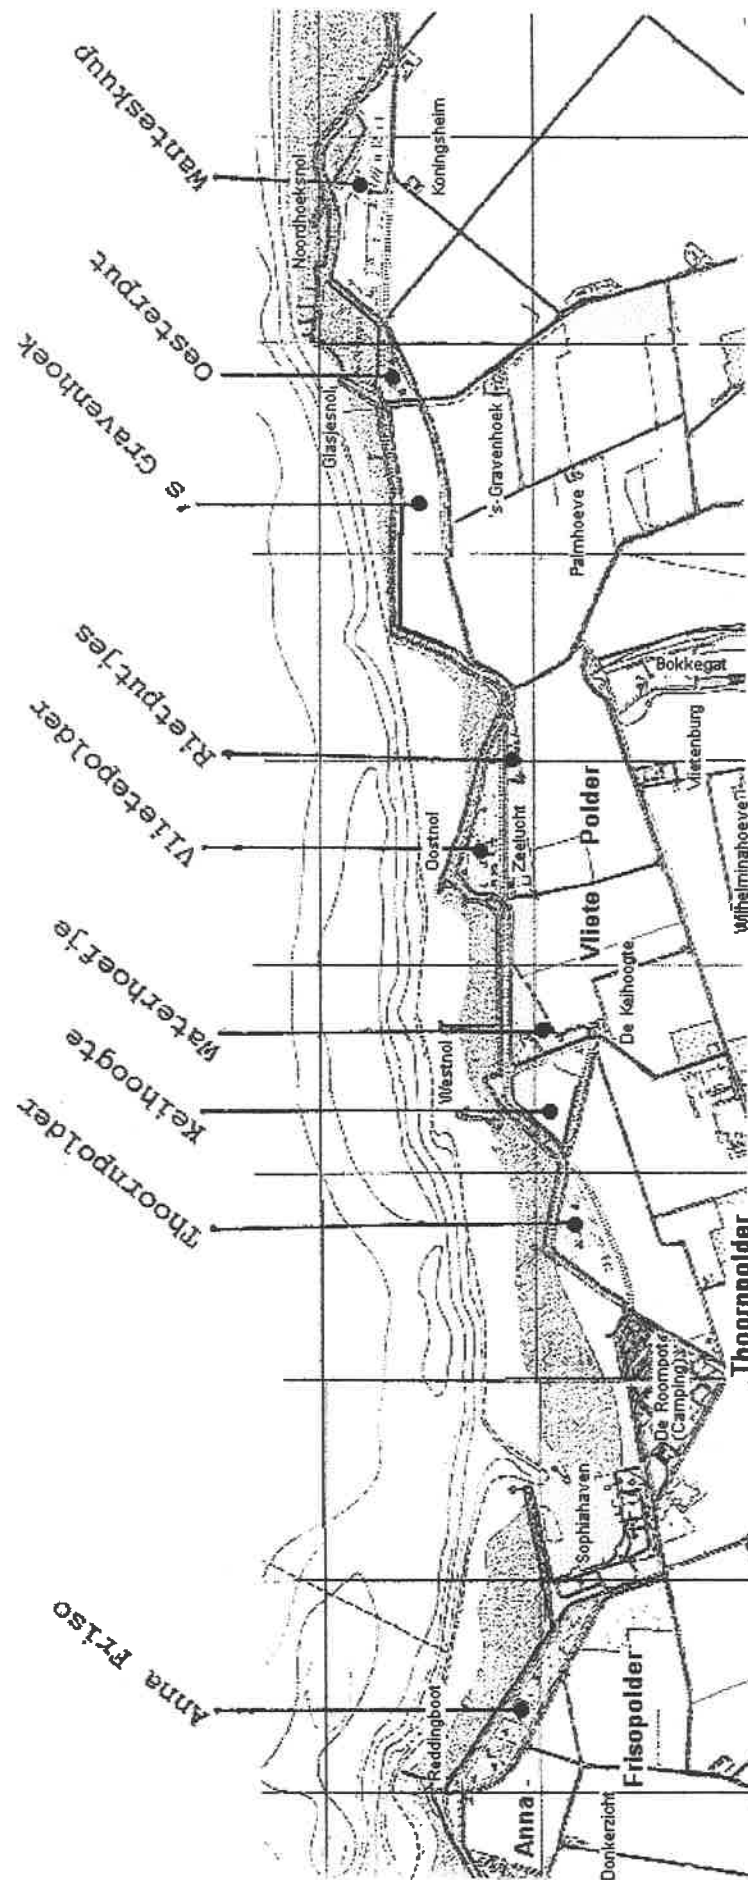 Wanteskuup
Oesterput
's Gravenhoek
Rietputjes
Vlietepolder
Waterhoefje
Keihoogte
Thoornpolder
Anna Friso
Noordhoeksnol
Koningsheim
Glasjesnol
's-Gravenhoek
Palmhoeve
Bokkegat
Vlietenburg
Oostnol
Zeelucht
Vliete Polder
Wilhelminahoeve
De Keihoogte
Westnol
Thoornpolder
De Roompot
(Camping)
Sophiahaven
Reddingboot
Anna -
Frisopolder
Donkerzicht